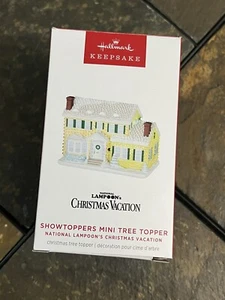 Hallmark
KEEPSAKE
NATIONAL
LAMPOON'S
CHRISTMAS VACATION
SHOWTOPPERS MINI TREE TOPPER
NATIONAL LAMPOON'S CHRISTMAS VACATION
christmas tree topper | décoration pour cime d'arbre